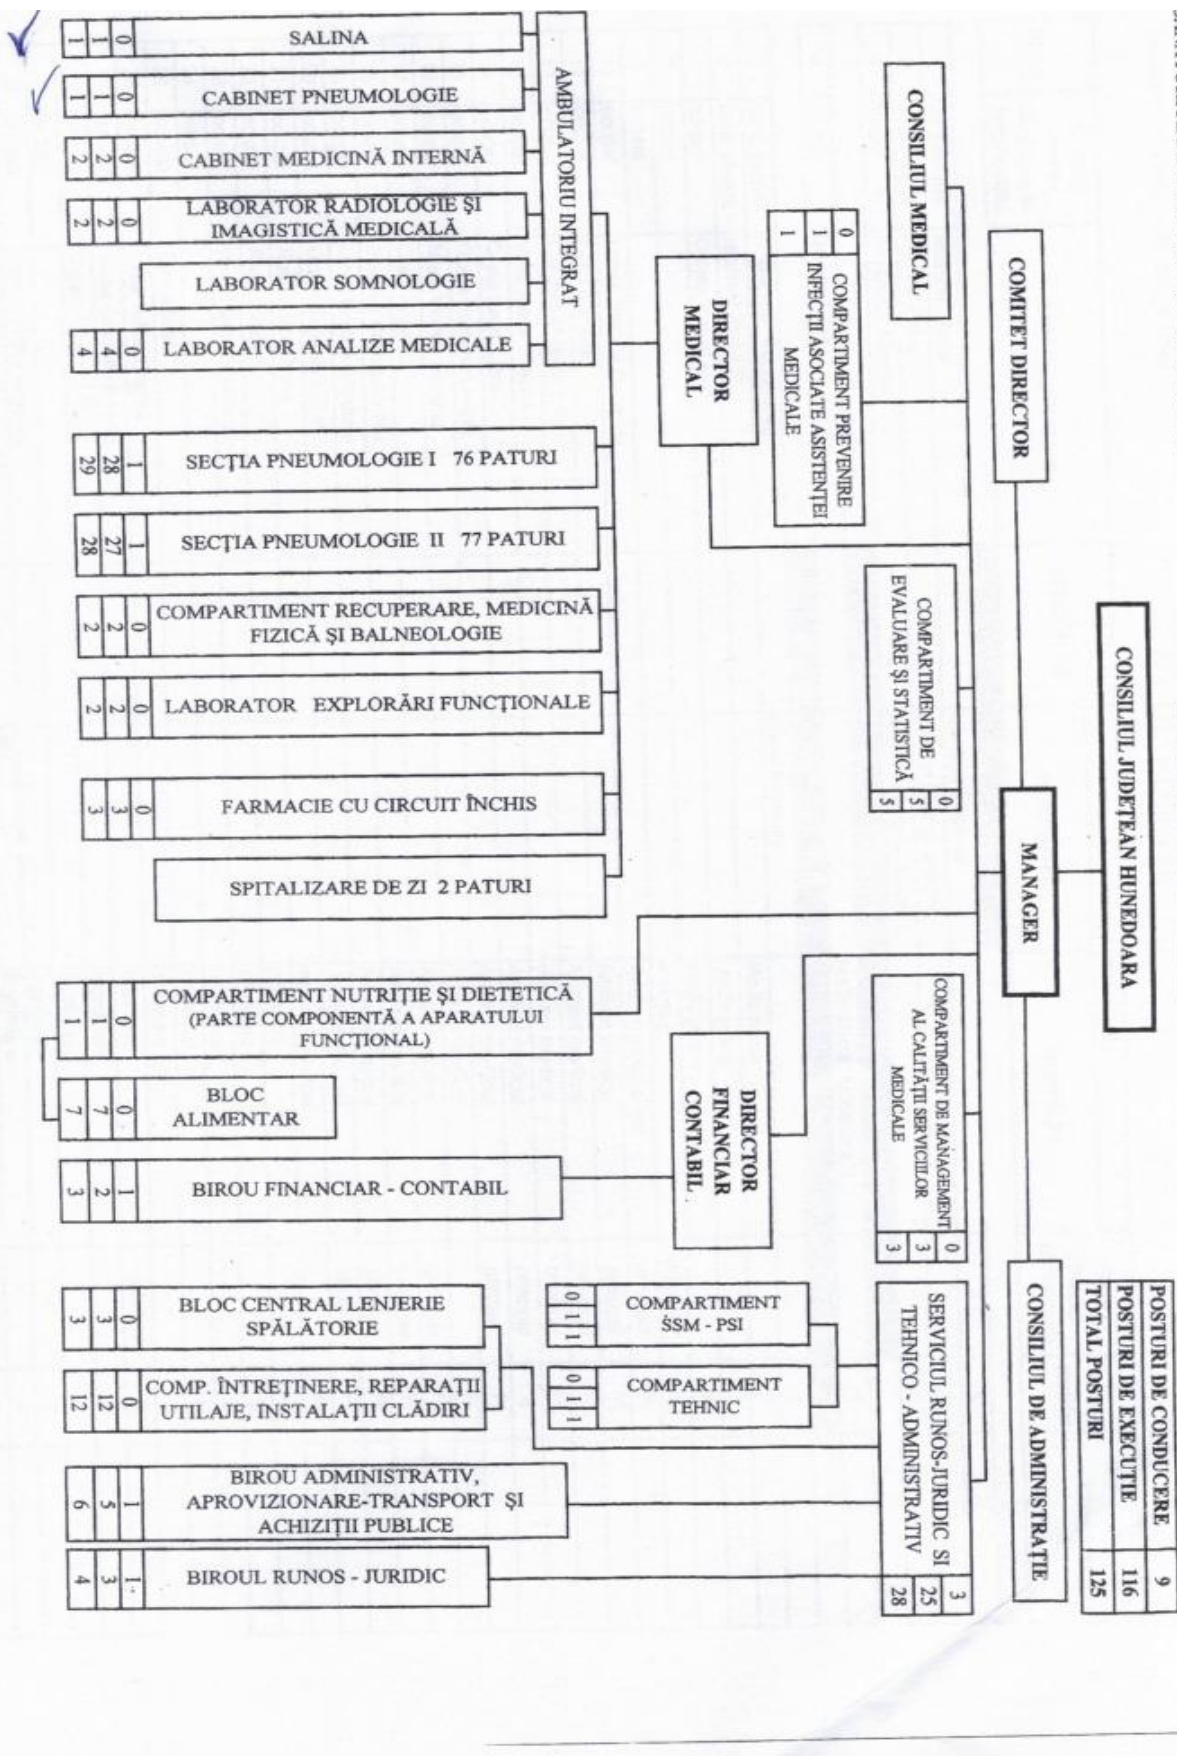 CONSILIUL JUDEȚEAN HUNEDOARA
POSTURI DE CONDUCERE 9
POSTURI DE EXECUTIE 116
TOTAL POSTURI 125
COMITET DIRECTOR
MANAGER
CONSILIUL DE ADMINISTRAȚIE
CONSILIUL MEDICAL
COMPARTIMENT DE
EVALUARE ȘI STATISTICĂ
0
5
5
COMPARTIMENT DE MANAGEMENT
AL CALITĂȚII SERVICIILOR
MEDICALE
0
3
3
SERVICIUL RUNOS-JURIDIC SI
TEHNICO - ADMINISTRATIV
3
25
28
0
1
1
COMPARTIMENT PREVENIRE
INFECȚII ASOCIATE ASISTENȚEI
MEDICALE
DIRECTOR
MEDICAL
DIRECTOR
FINANCIAR
CONTABIL
COMPARTIMENT
SSM - PSI
0 1 1
COMPARTIMENT
TEHNIC
0 1 1
AMBULATORIU INTEGRAT
SALINA
1 1 0
CABINET PNEUMOLOGIE
1 1 0
CABINET MEDICINĂ INTERNĂ
2 2 0
LABORATOR RADIOLOGIE ȘI
IMAGISTICĂ MEDICALĂ
2 2 0
LABORATOR SOMNOLOGIE
LABORATOR ANALIZE MEDICALE
4 4 0
SECȚIA PNEUMOLOGIE I 76 PATURI
29 28 1
SECȚIA PNEUMOLOGIE II 77 PATURI
28 27 1
COMPARTIMENT RECUPERARE, MEDICINĂ
FIZICĂ ȘI BALNEOLOGIE
2 2 0
LABORATOR EXPLORĂRI FUNCȚIONALE
2 2 0
FARMACIE CU CIRCUIT ÎNCHIS
3 3 0
SPITALIZARE DE ZI 2 PATURI
COMPARTIMENT NUTRIȚIE ȘI DIETETICĂ
(PARTE COMPONENTĂ A APARATULUI
FUNCȚIONAL)
1 1 0
BLOC
ALIMENTAR
7 7 0
BIROU FINANCIAR - CONTABIL
3 2 1
BLOC CENTRAL LENJERIE
SPĂLĂTORIE
3 3 0
COMP. ÎNTREȚINERE, REPARAȚII
UTILAJE, INSTALAȚII CLĂDIRI
12 12 0
BIROU ADMINISTRATIV,
APROVIZIONARE-TRANSPORT ȘI
ACHIZIȚII PUBLICE
6 5 1
BIROUL RUNOS - JURIDIC
4 3 1